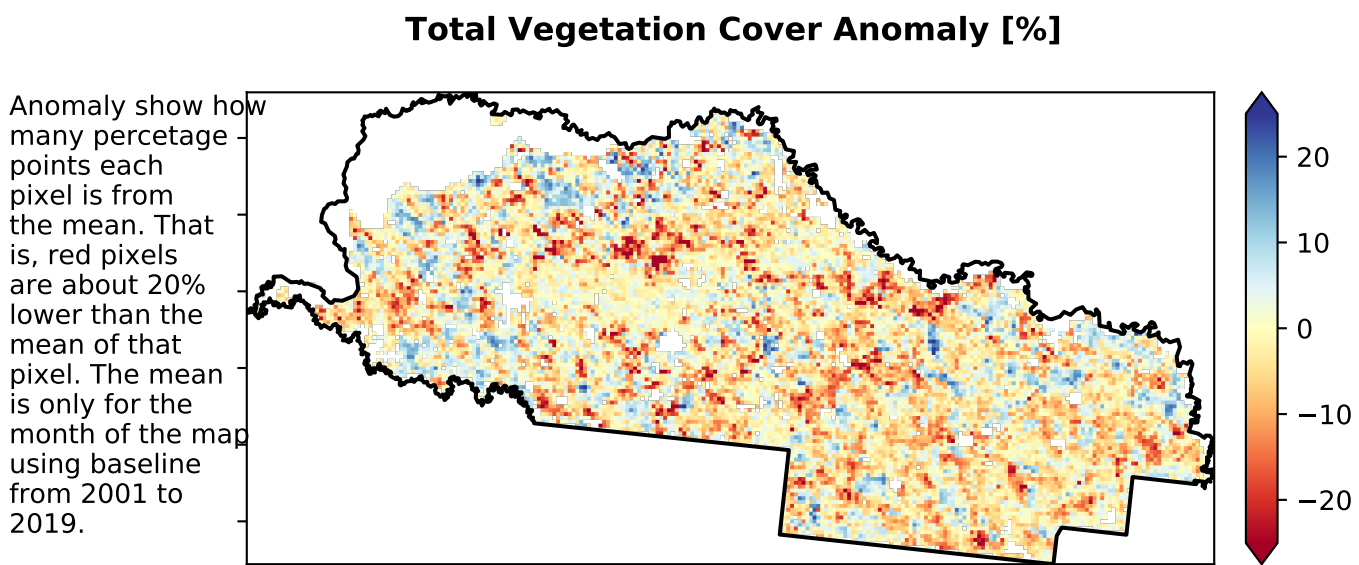 Total Vegetation Cover Anomaly [%]
Anomaly show how
many percetage
points each
pixel is from
the mean. That
is, red pixels
are about 20%
lower than the
mean of that
pixel. The mean
is only for the
month of the map
using baseline
from 2001 to
2019.
20
10
0
−10
−20